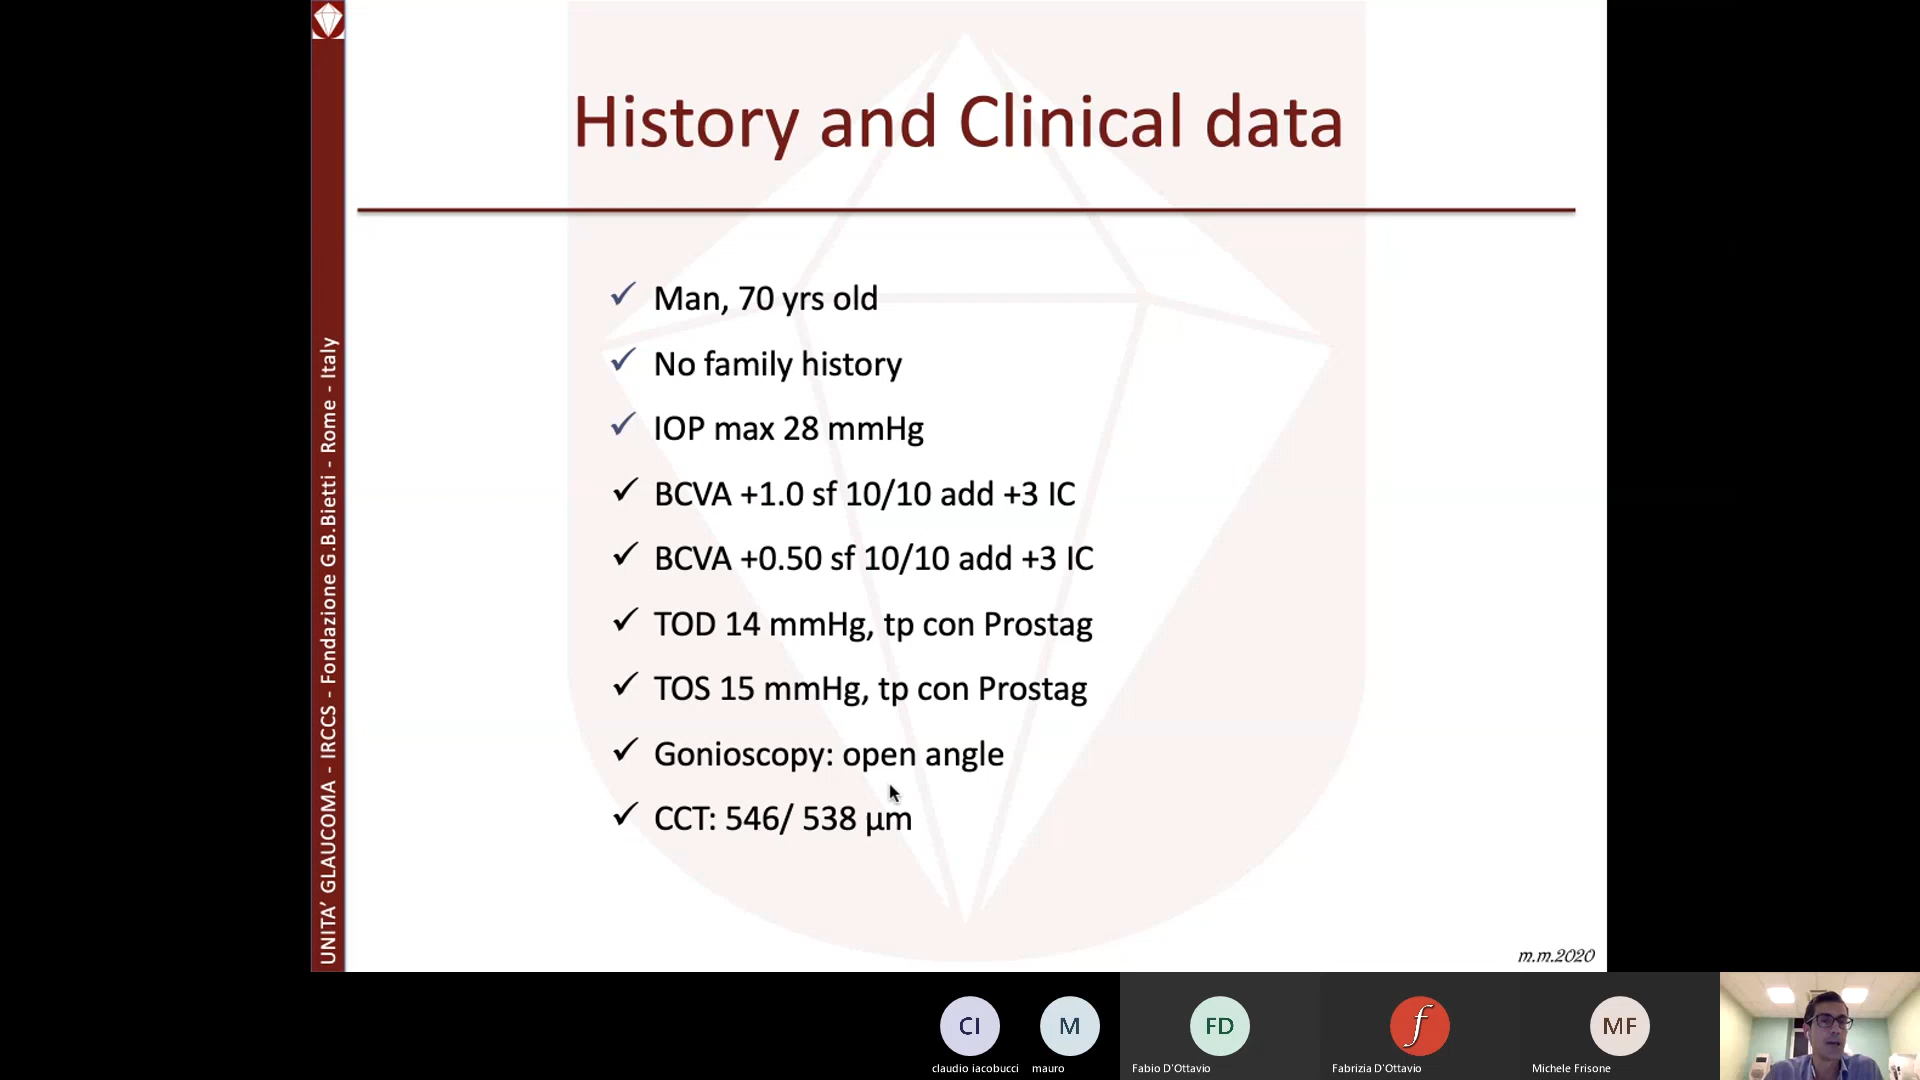 History and Clinical data
✓ Man, 70 yrs old
✓ No family history
✓ IOP max 28 mmHg
✓ BCVA +1.0 sf 10/10 add +3 IC
✓ BCVA +0.50 sf 10/10 add +3 IC
✓ TOD 14 mmHg, tp con Prostag
✓ TOS 15 mmHg, tp con Prostag
✓ Gonioscopy: open angle
✓ CCT: 546/ 538 µm
UNITA’ GLAUCOMA - IRCCS - Fondazione G.B.Bietti - Rome - Italy
m.m.2020
CI
M
FD
f
MF
claudio iacobucci
mauro
Fabio D'Ottavio
Fabrizia D'Ottavio
Michele Frisone